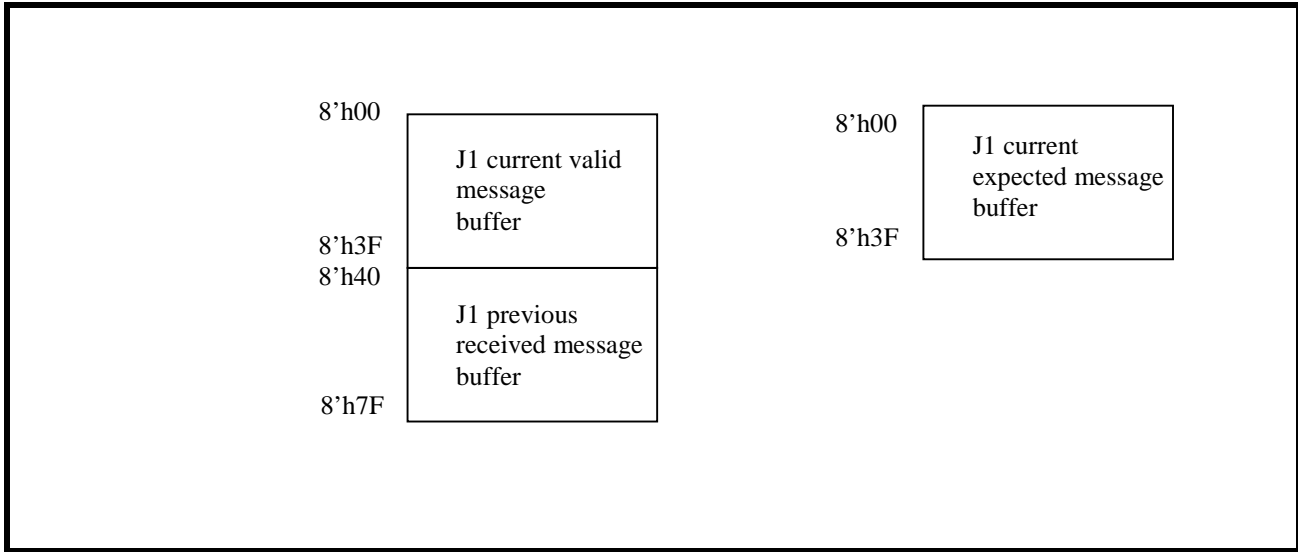 8’h00
J1 current valid
message
buffer
8’h3F
8’h40
J1 previous
received message
buffer
8’h7F
8’h00
J1 current
expected message
buffer
8’h3F